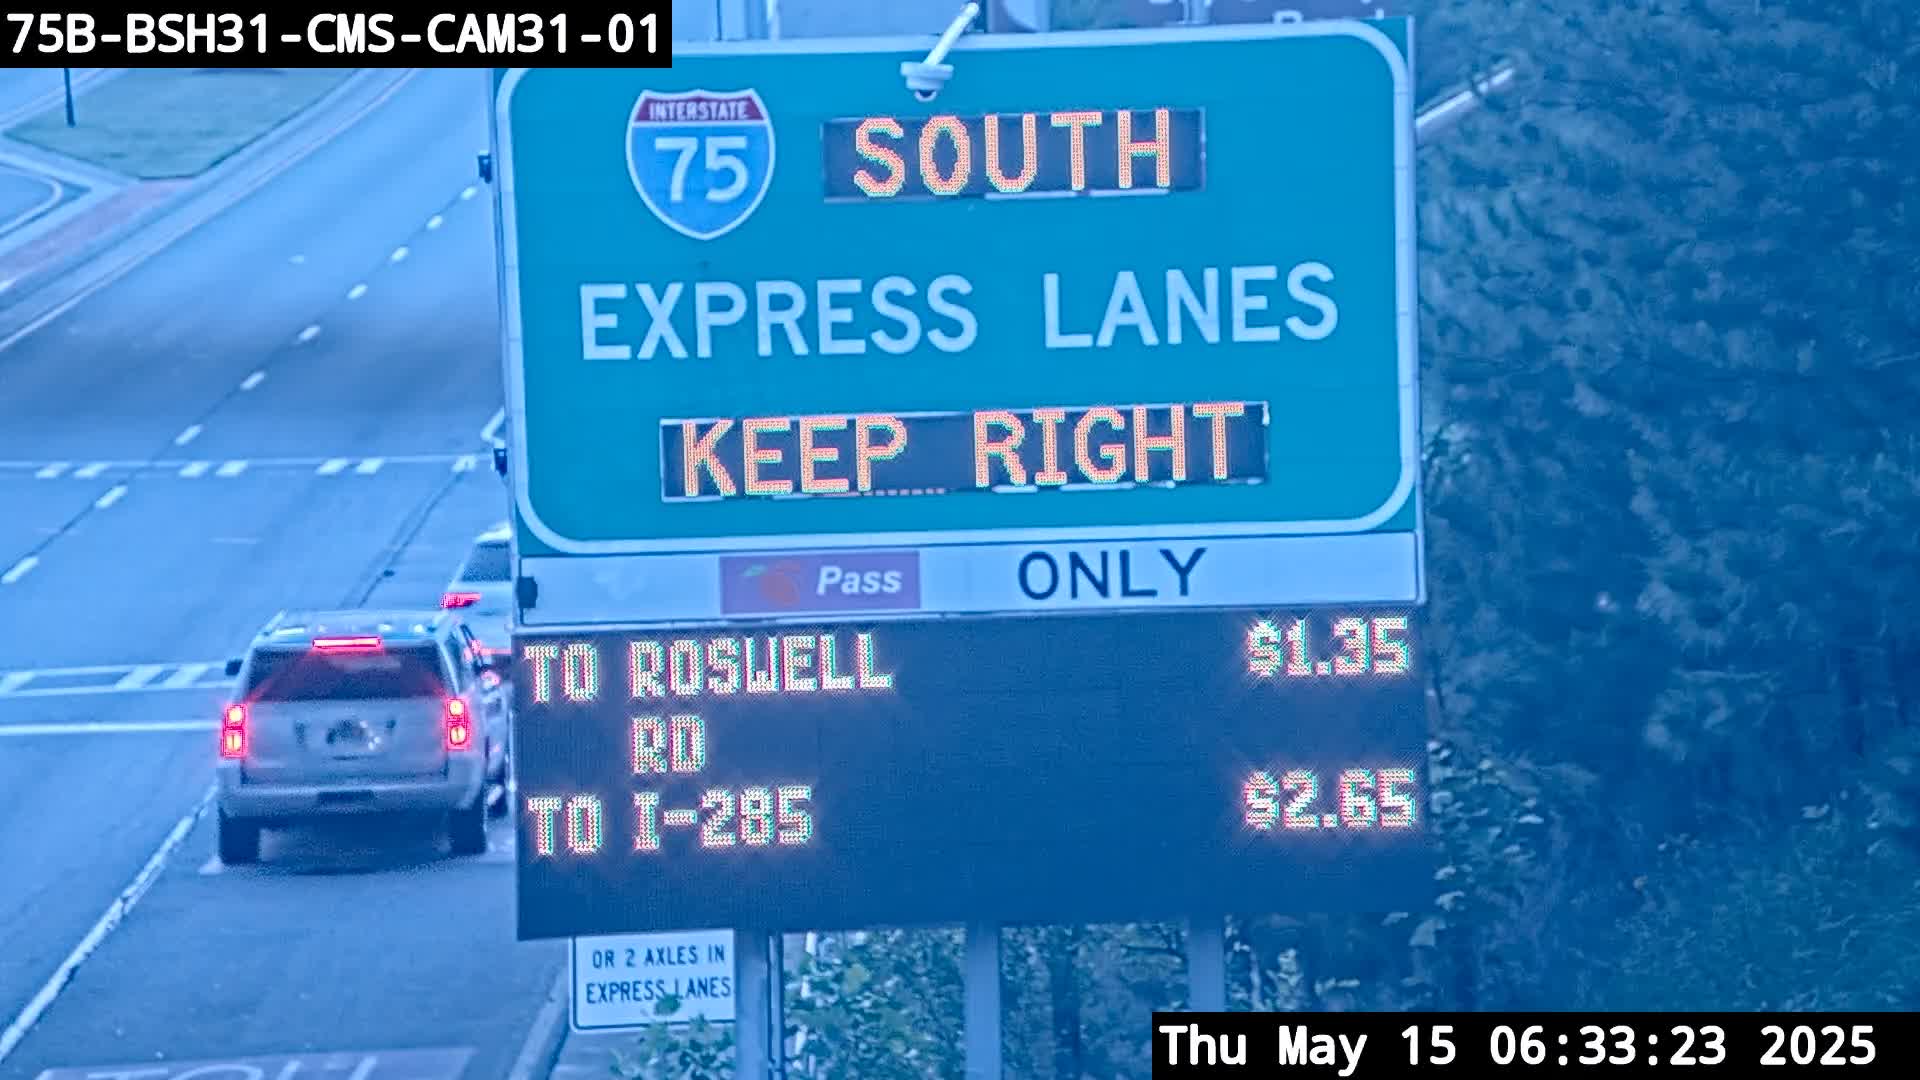 75B-BSH31-CMS-CAM31-01
INTERSTATE
75
SOUTH
EXPRESS LANES
KEEP RIGHT
Pass ONLY
TO ROSWELL $1.35
RD
TO I-285 $2.65
OR 2 AXLES IN
EXPRESS LANES
Thu May 15 06:33:23 2025